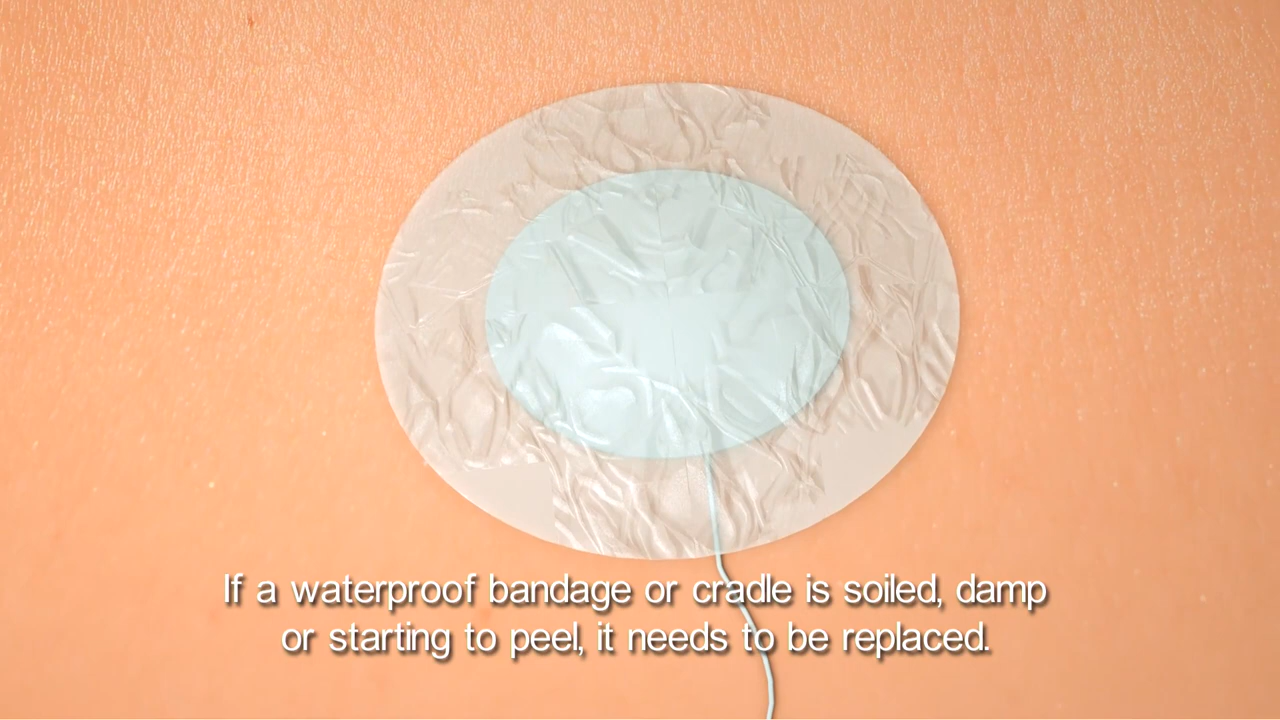 If a waterproof bandage or cradle is soiled, damp
or starting to peel, it needs to be replaced.